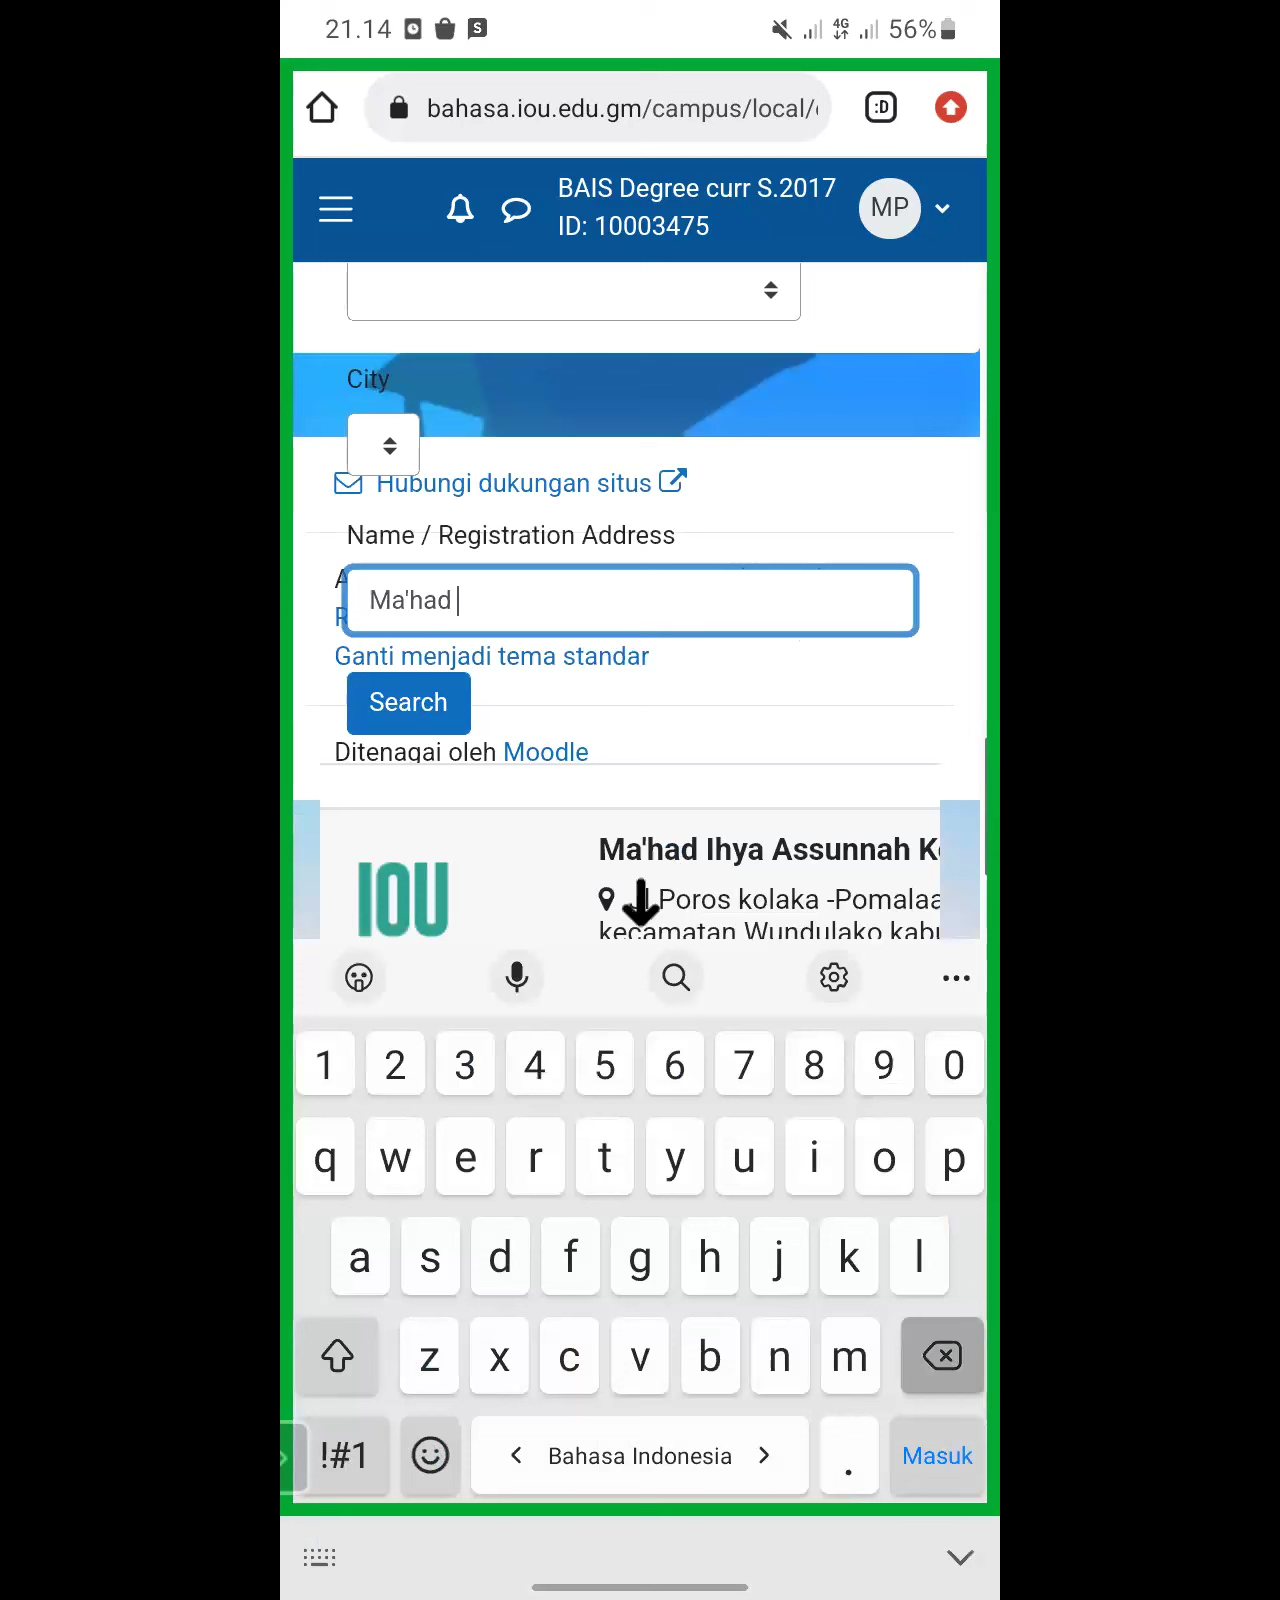 21.14
4G
56%
bahasa.iou.edu.gm/campus/local/
:D
BAIS Degree curr S.2017
ID: 10003475
MP
City
Hubungi dukungan situs
Name / Registration Address
Ma'had
Ganti menjadi tema standar
Search
Ditenagai oleh Moodle
IOU
Ma'had Ihya Assunnah
Poros kolaka -Pomalaa
kecamatan Wundulako
1 2 3 4 5 6 7 8 9 0
q w e r t y u i o p
a s d f g h j k l
z x c v b n m
!#1
< Bahasa Indonesia >
.
Masuk